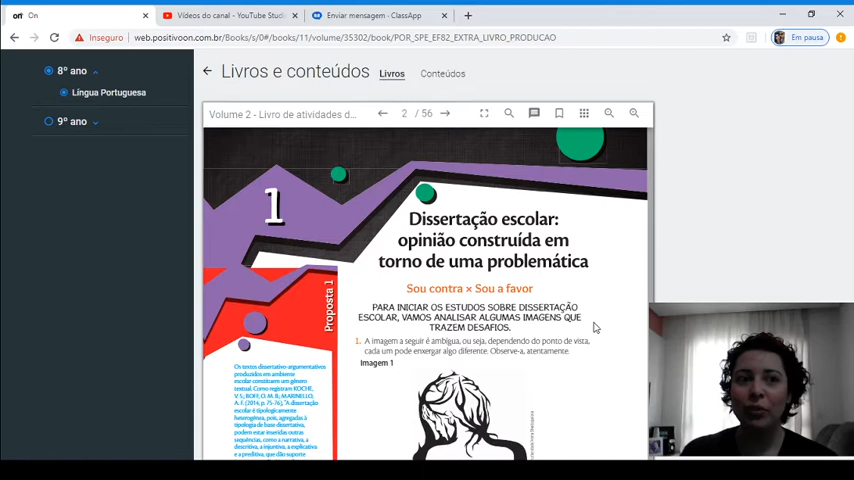 on On
Vídeos do canal – YouTube Studi
Enviar mensagem - ClassApp
Inseguro web.positivoon.com.br/Books/s/0#/books/11/volume/35302/book/POR_SPE_EF82_EXTRA_LIVRO_PRODUCAO
Em pausa
8º ano
Língua Portuguesa
9º ano
Livros e conteúdos Livros Conteúdos
Volume 2 - Livro de atividades d... 2 / 56
1
Dissertação escolar:
opinião construída em
torno de uma problemática
Sou contra × Sou a favor
PARA INICIAR OS ESTUDOS SOBRE DISSERTAÇÃO
ESCOLAR, VAMOS ANALISAR ALGUMAS IMAGENS QUE
TRAZEM DESAFIOS.
1. A imagem a seguir é ambígua, ou seja, dependendo do ponto de vista,
cada um pode enxergar algo diferente. Observe-a, atentamente.
Imagem 1
Proposta 1
Os textos dissertativo-argumentativos
produzidos em ambiente
escolar constituem um gênero
textual. Como registram KOCHE,
V. S.; BOFF, O. M. B.; MARINELLO,
A. F. (2014, p. 75-76), "A dissertação
escolar é tipologicamente
heterogênea, pois, agregadas à
tipologia de base dissertativa,
podem estar inseridas outras
sequências, como a narrativa, a
descritiva, a injuntiva, a explicativa
e a preditiva, que dão suporte